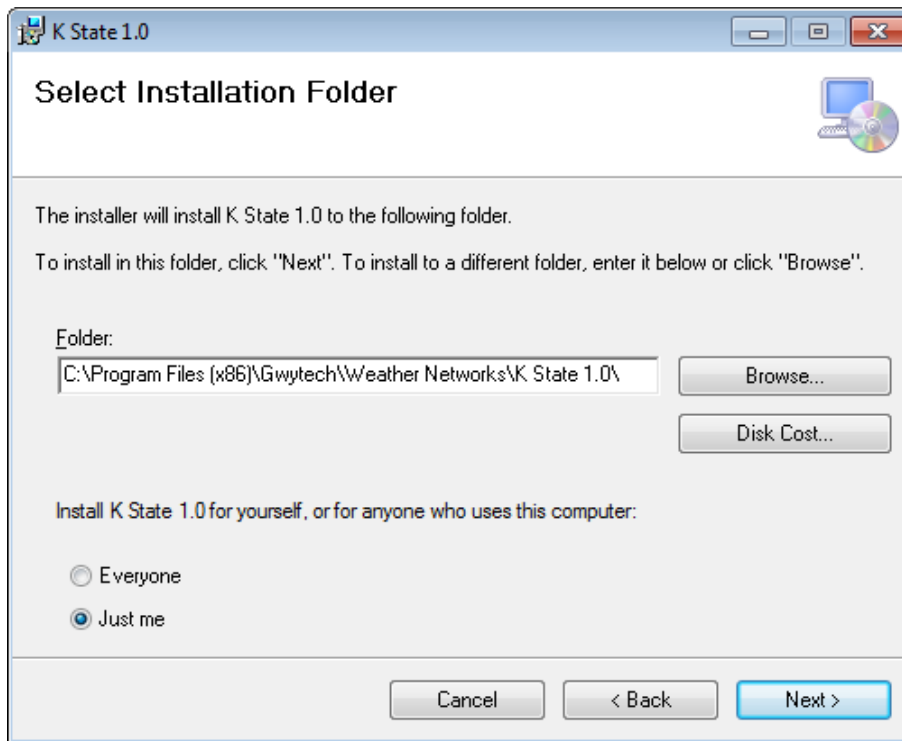 K State 1.0
Select Installation Folder
The installer will install K State 1.0 to the following folder.
To install in this folder, click "Next". To install to a different folder, enter it below or click "Browse".
Folder:
C:\Program Files (x86)\Gwytech\Weather Networks\K State 1.0\
Browse...
Disk Cost...
Install K State 1.0 for yourself, or for anyone who uses this computer:
Everyone
Just me
Cancel
< Back
Next >